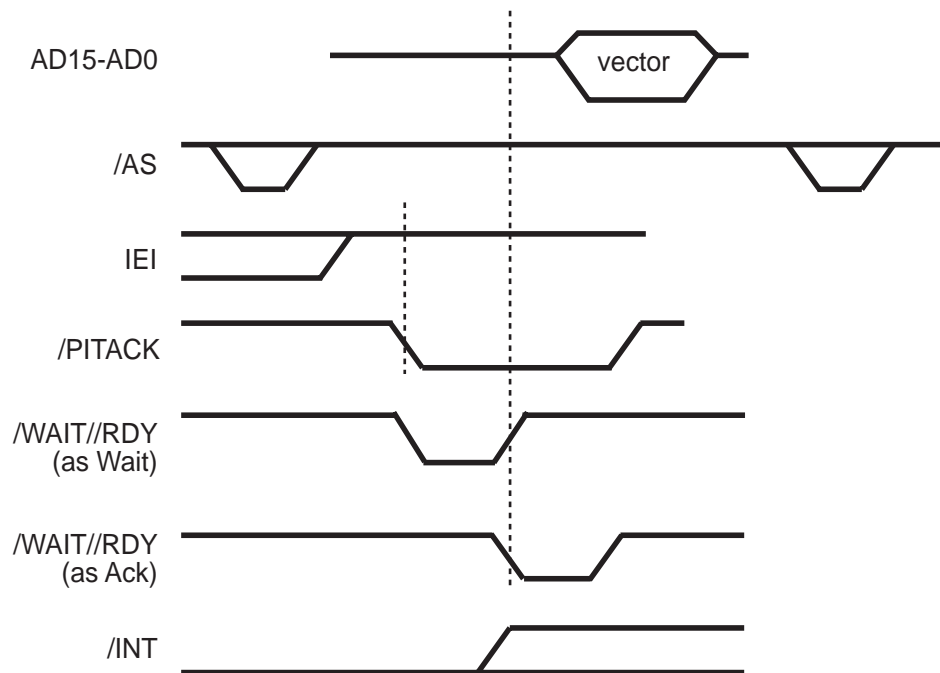 AD15-AD0
vector
/AS
IEI
/PITACK
/WAIT//RDY
(as Wait)
/WAIT//RDY
(as Ack)
/INT